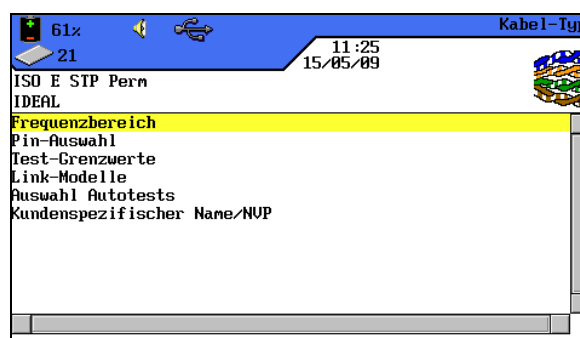 61%
Kabel-Ty
21
11:25
15/05/09
ISO E STP Perm
IDEAL
Frequenzbereich
Pin-Auswahl
Test-Grenzwerte
Link-Modelle
Auswahl Autotests
Kundenspezifischer Name/NVP